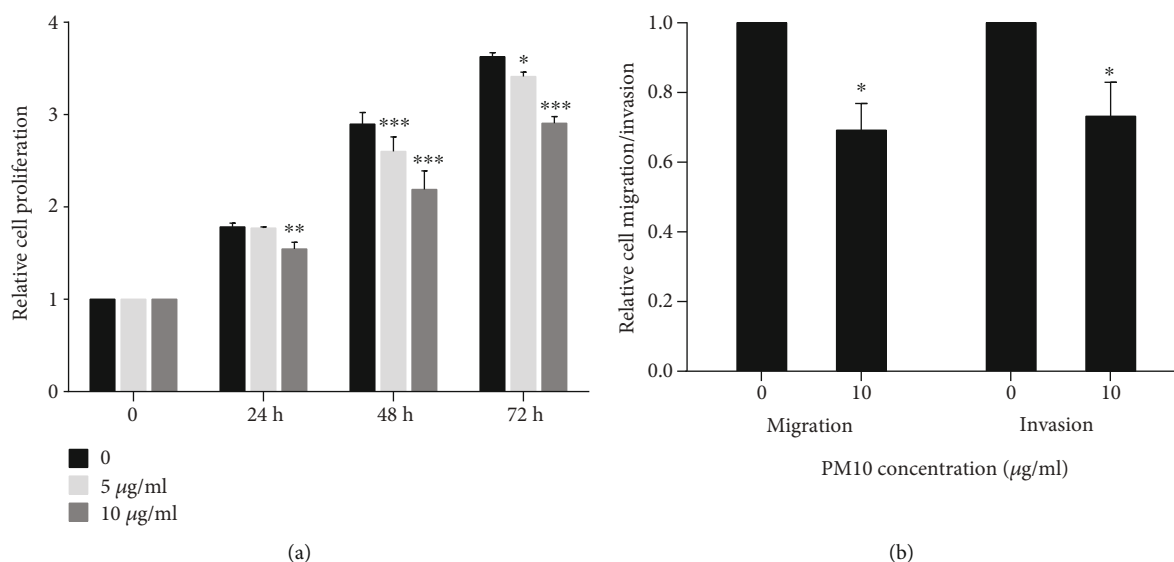 4
3
2
1
0
Relative cell proliferation
*
***
***
***
**
0
24 h
48 h
72 h
0
5 μg/ml
10 μg/ml
(a)
1.0
0.8
0.6
0.4
0.2
0.0
Relative cell migration/invasion
*
*
0
10
0
10
Migration
Invasion
PM10 concentration (μg/ml)
(b)